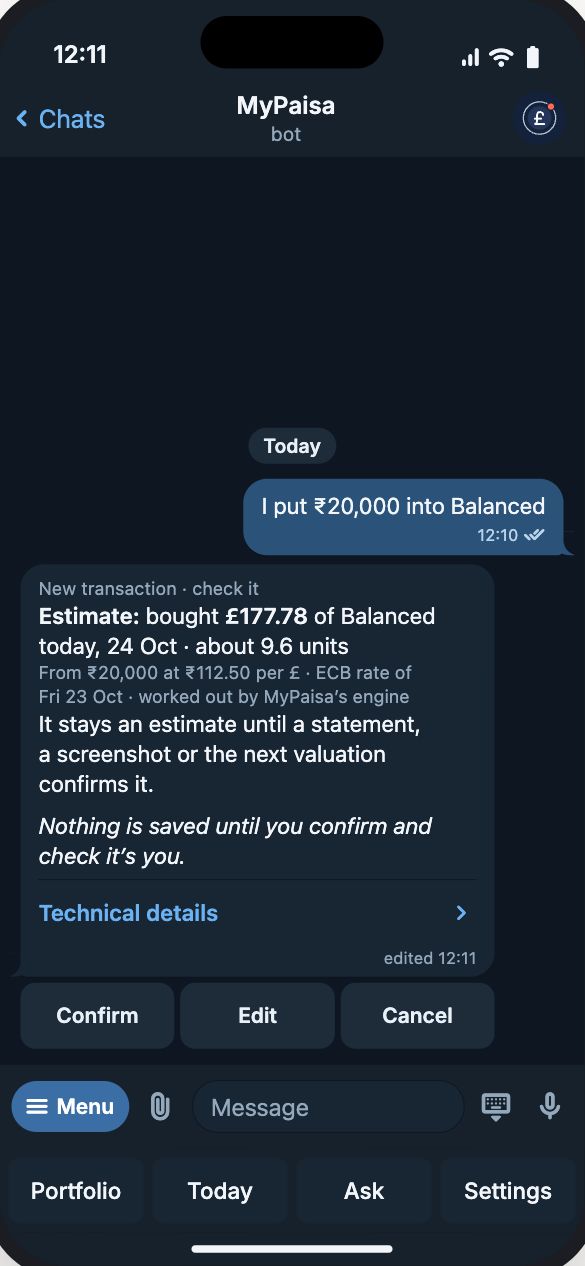 12:11
Chats
MyPaisa
bot
£
Today
I put ₹20,000 into Balanced
12:10
New transaction · check it
Estimate: bought £177.78 of Balanced
today, 24 Oct · about 9.6 units
From ₹20,000 at ₹112.50 per £ · ECB rate of
Fri 23 Oct · worked out by MyPaisa’s engine
It stays an estimate until a statement,
a screenshot or the next valuation
confirms it.
Nothing is saved until you confirm and
check it’s you.
Technical details
edited 12:11
Confirm Edit Cancel
Menu Message
Portfolio Today Ask Settings